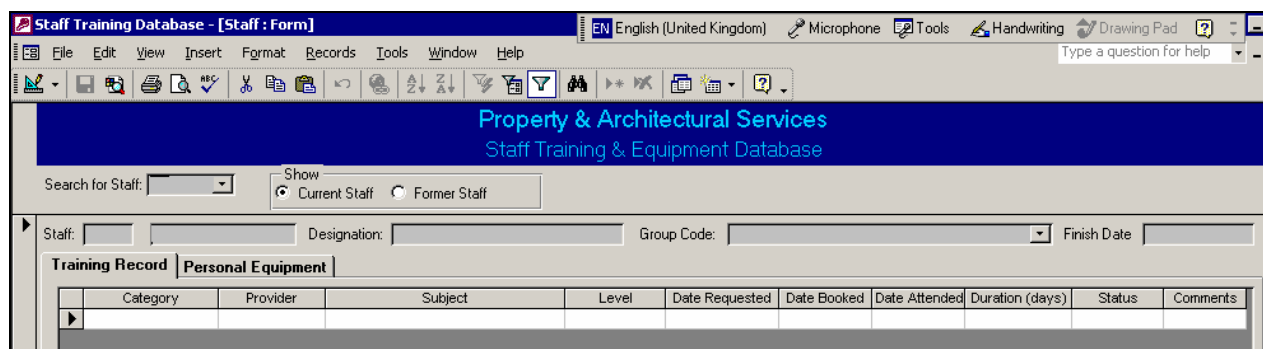 Staff Training Database - [Staff : Form]
EN English (United Kingdom) Microphone Tools Handwriting Drawing Pad
File Edit View Insert Format Records Tools Window Help
Type a question for help
Property & Architectural Services
Staff Training & Equipment Database
Search for Staff:
Show
Current Staff Former Staff
Staff: Designation: Group Code: Finish Date
Training Record Personal Equipment
Category Provider Subject Level Date Requested Date Booked Date Attended Duration (days) Status Comments